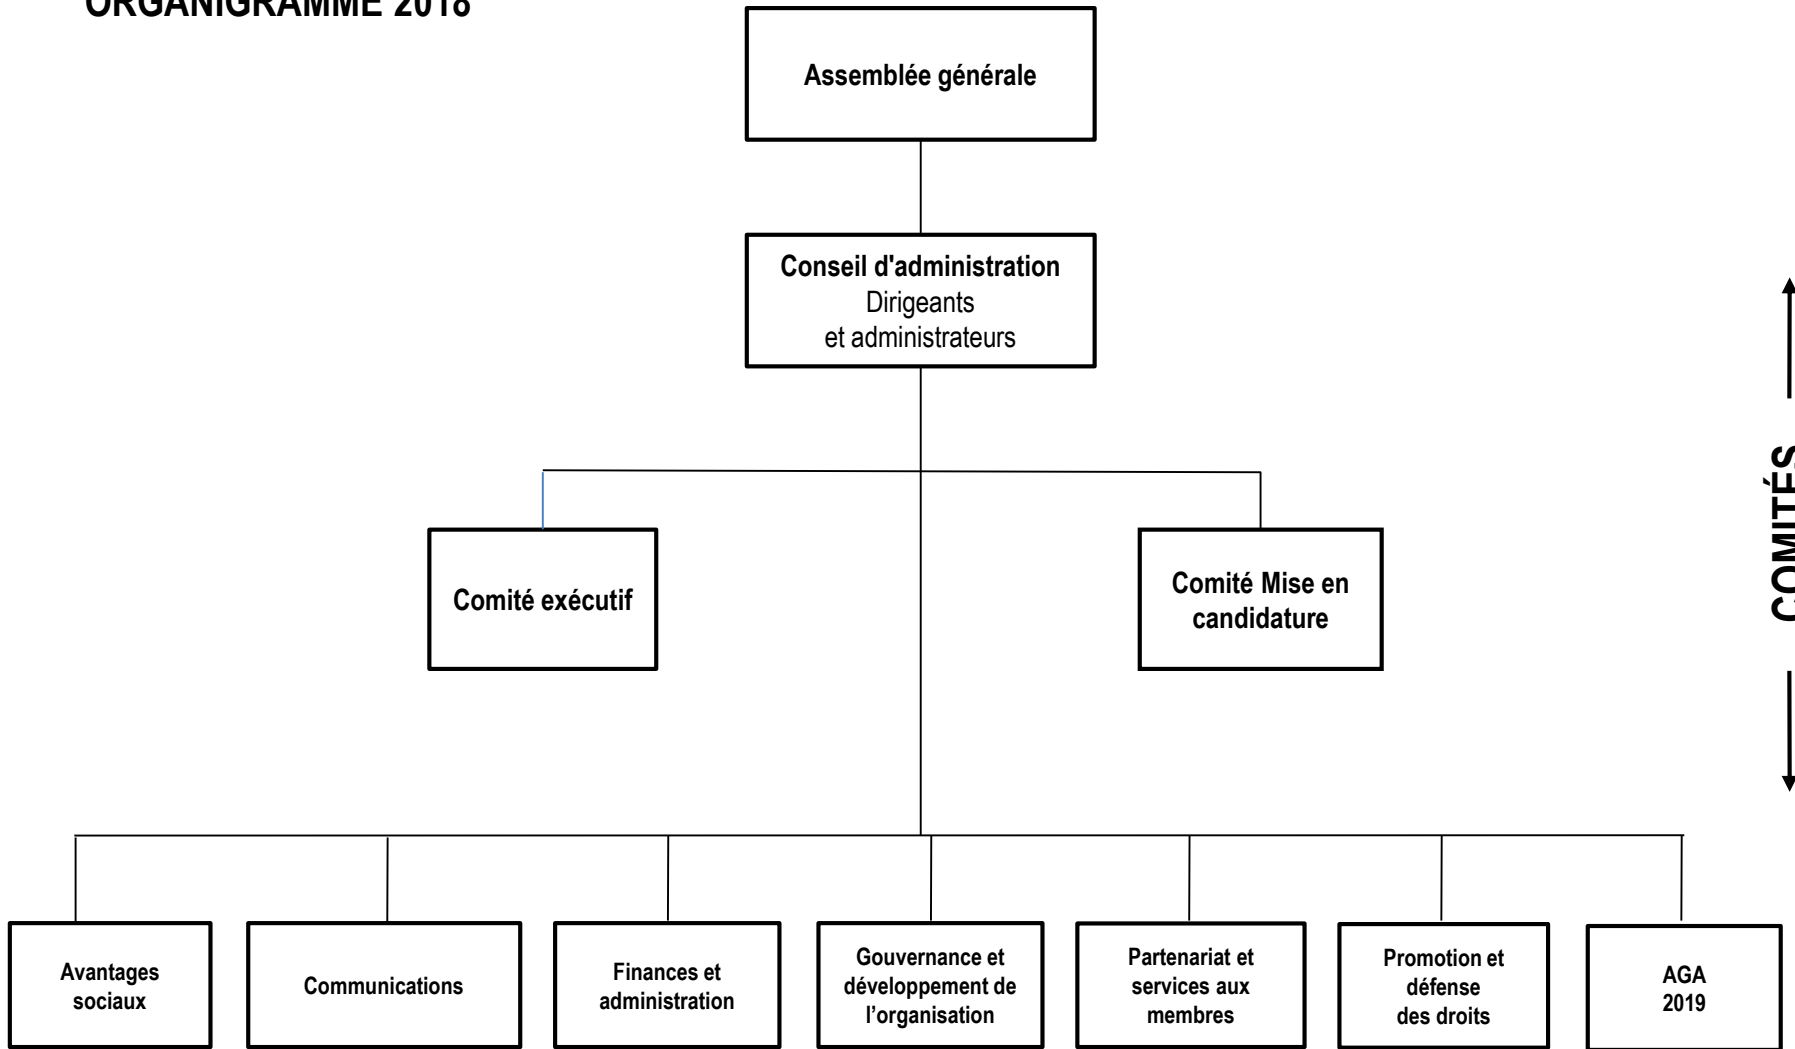 ORGANIGRAMME 2018
Assemblée générale
Conseil d'administration
Dirigeants
et administrateurs
Comité exécutif
Comité Mise en
candidature
COMITÉS
Avantages
sociaux
Communications
Finances et
administration
Gouvernance et
développement de
l’organisation
Partenariat et
services aux
membres
Promotion et
défense
des droits
AGA
2019